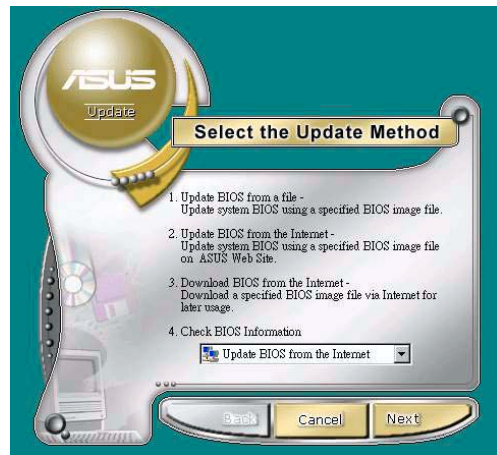 ASUS
Update
Select the Update Method
1. Update BIOS from a file -
Update system BIOS using a specified BIOS image file.
2. Update BIOS from the Internet -
Update system BIOS using a specified BIOS image file
on ASUS Web Site.
3. Download BIOS from the Internet -
Download a specified BIOS image file via Internet for
later usage.
4. Check BIOS Information
Update BIOS from the Internet
Back
Cancel
Next